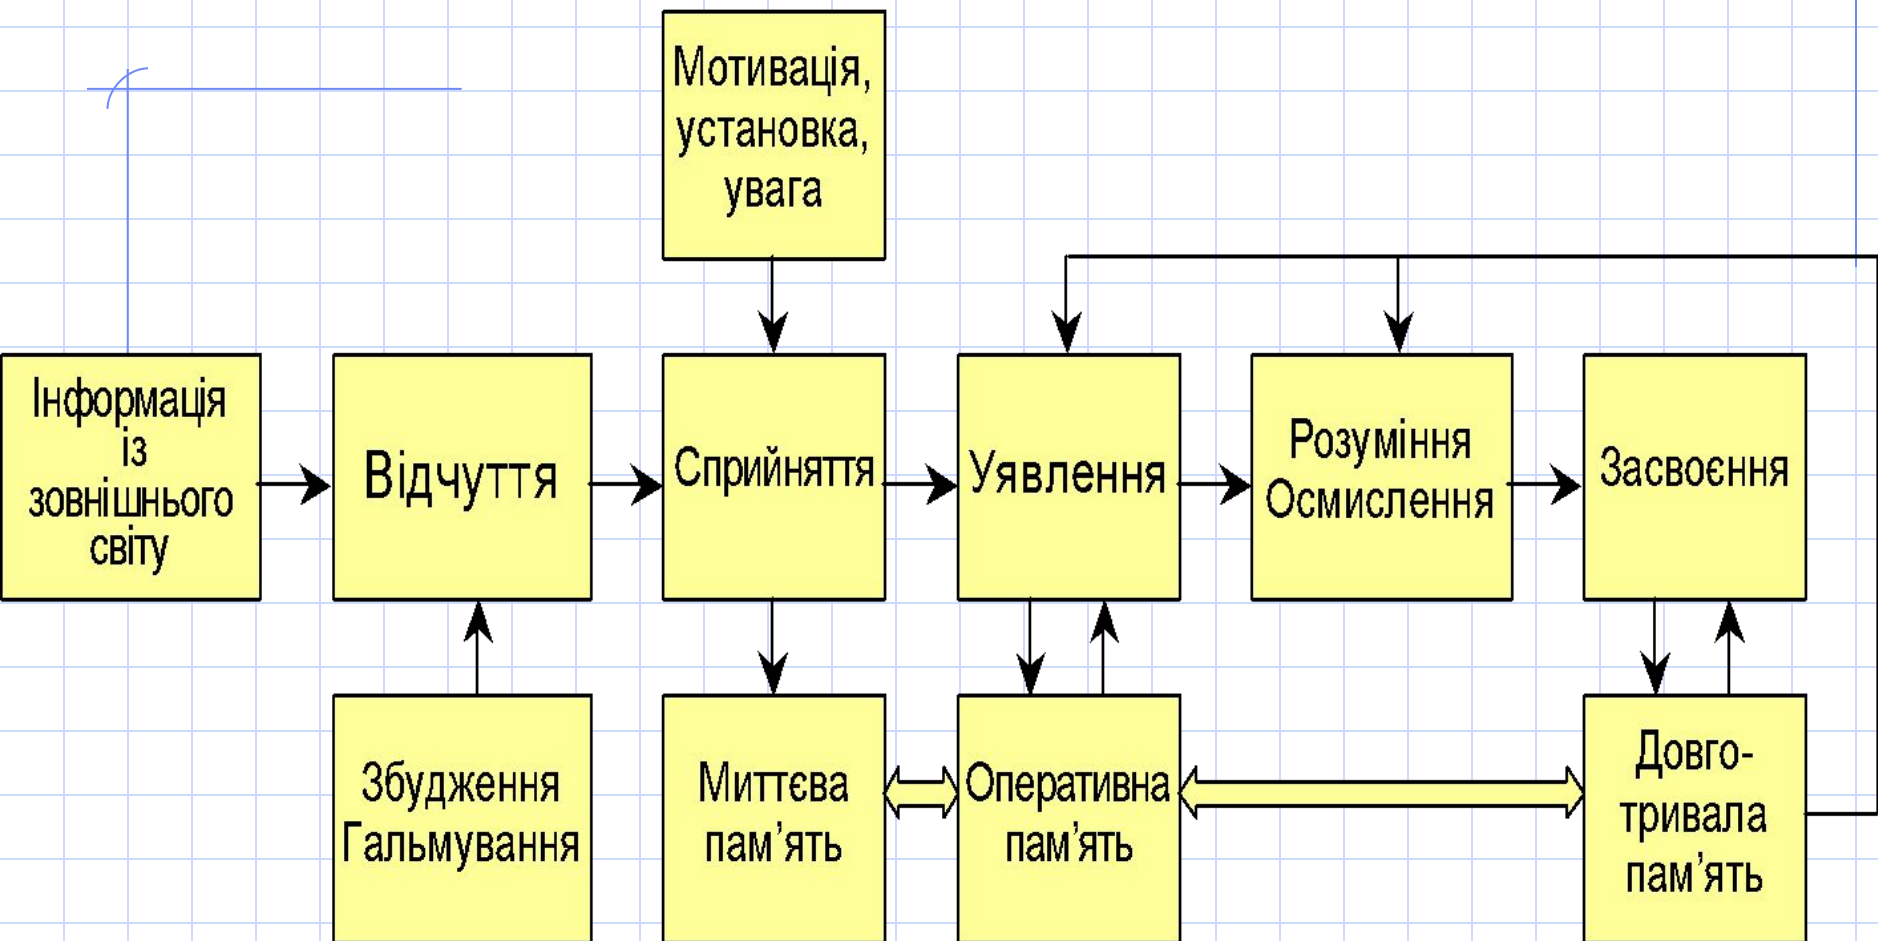 Мотивація,
установка,
увага
Інформація
із
зовнішнього
світу
Відчуття
Сприйняття
Уявлення
Розуміння
Осмислення
Засвоєння
Збудження
Гальмування
Миттєва
пам’ять
Оперативна
пам’ять
Довго-
тривала
пам’ять